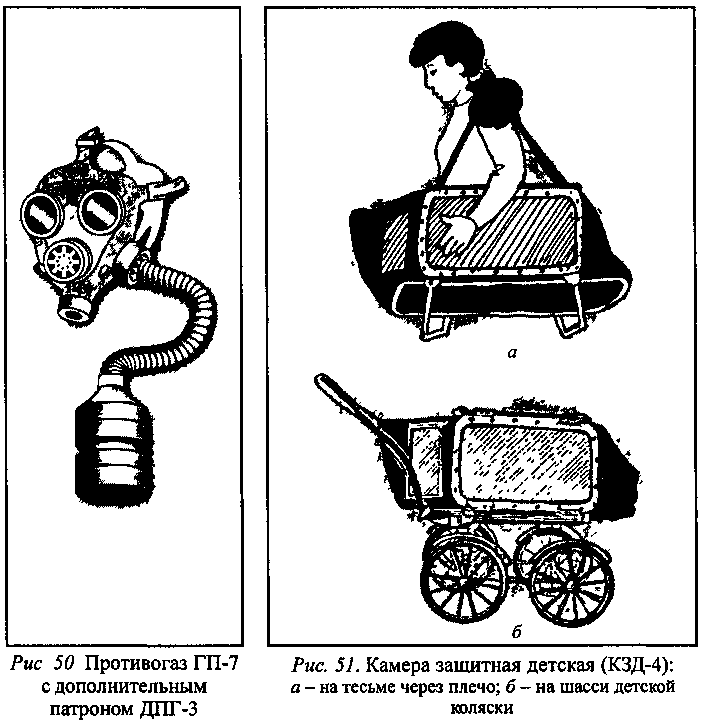 а
б
Рис 50 Противогаз ГП-7
с дополнительным
патроном ДПГ-3
Рис. 51. Камера защитная детская (КЗД-4):
а – на тесьме через плечо; б – на шасси детской
коляски